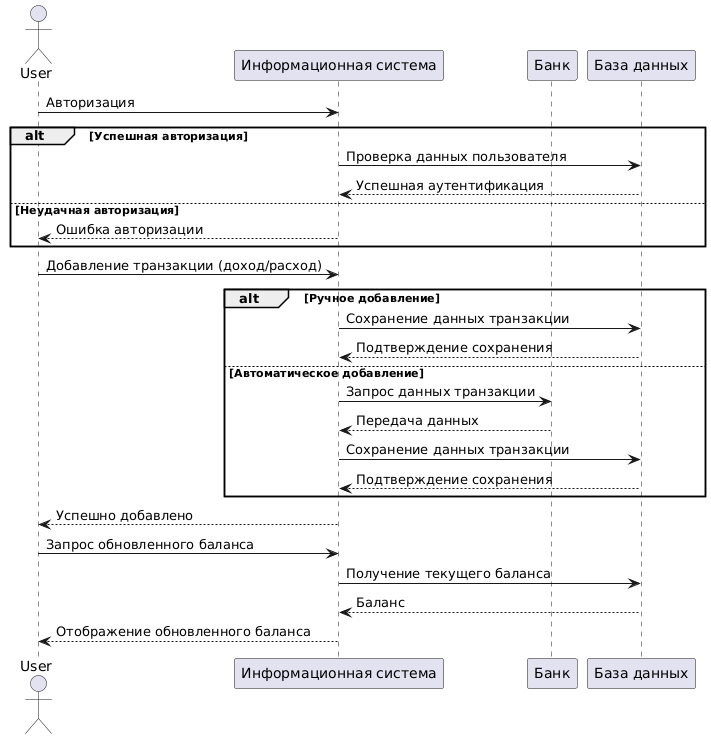 User
Информационная система
Банк
База данных
Авторизация
alt
[Успешная авторизация]
Проверка данных пользователя
Успешная аутентификация
[Неудачная авторизация]
Ошибка авторизации
Добавление транзакции (доход/расход)
alt
[Ручное добавление]
Сохранение данных транзакции
Подтверждение сохранения
[Автоматическое добавление]
Запрос данных транзакции
Передача данных
Сохранение данных транзакции
Подтверждение сохранения
Успешно добавлено
Запрос обновленного баланса
Получение текущего баланса
Баланс
Отображение обновленного баланса
User
Информационная система
Банк
База данных